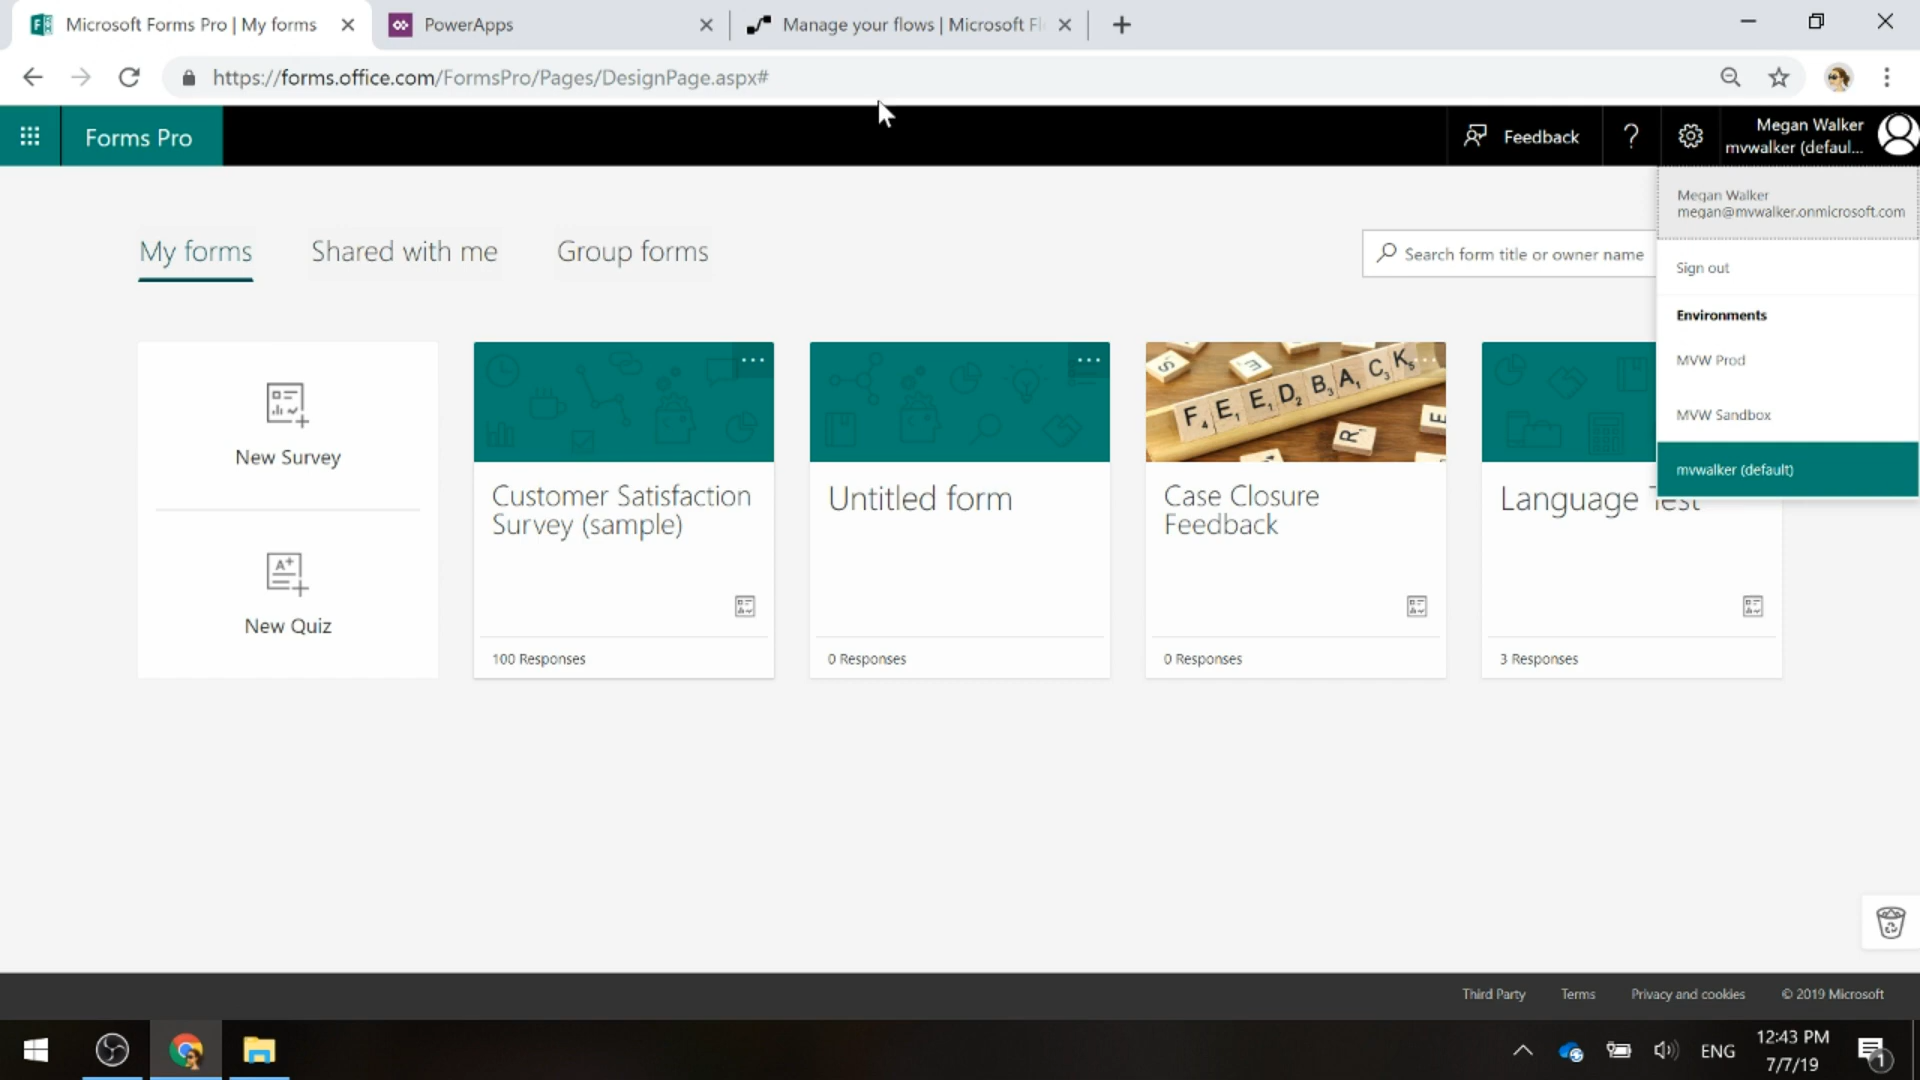 Microsoft Forms Pro | My forms
PowerApps
Manage your flows | Microsoft Fl
https://forms.office.com/FormsPro/Pages/DesignPage.aspx#
Forms Pro
Feedback
?
Megan Walker
mvwalker (defaul...
Megan Walker
megan@mvwalker.onmicrosoft.com
Sign out
Environments
MVW Prod
MVW Sandbox
mvwalker (default)
My forms
Shared with me
Group forms
Search form title or owner name
New Survey
New Quiz
Customer Satisfaction
Survey (sample)
100 Responses
Untitled form
0 Responses
FEEDBACK
Case Closure
Feedback
0 Responses
Language Test
3 Responses
Third Party
Terms
Privacy and cookies
© 2019 Microsoft
ENG
12:43 PM
7/7/19
1